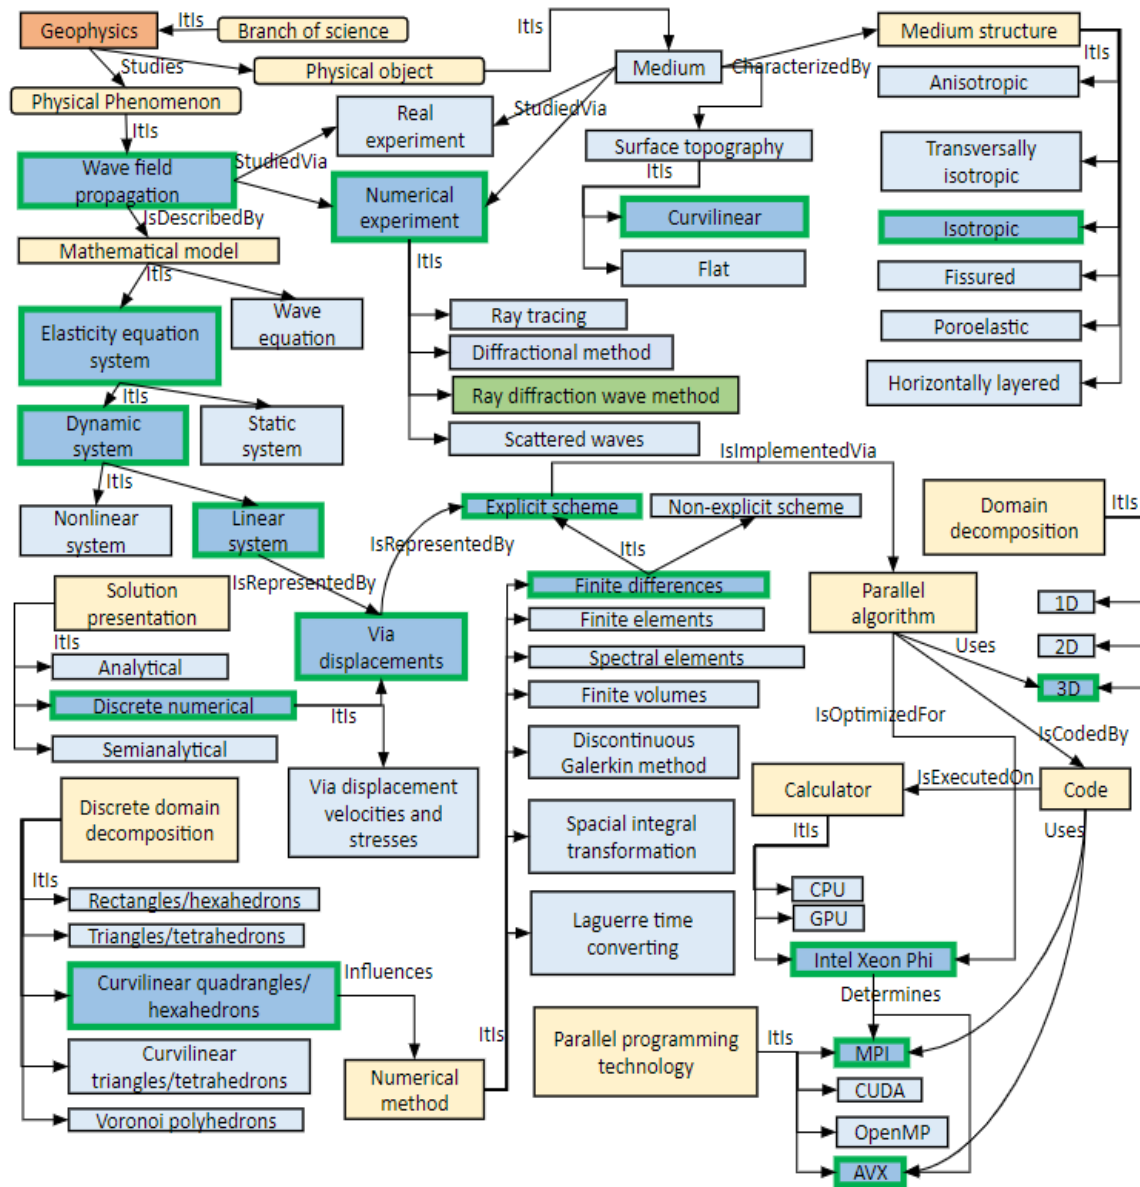 Geophysics
ItIs
Branch of science
ItIs
Medium structure
Studies
Physical object
Medium
CharacterizedBy
ItIs
Physical Phenomenon
Real
experiment
StudiedVia
Anisotropic
ItIs
Surface topography
Transversally
isotropic
Wave field
propagation
StudiedVia
Numerical
experiment
ItIs
Curvilinear
Isotropic
IsDescribedBy
Mathematical model
ItIs
Flat
Fissured
ItIs
Wave
equation
Ray tracing
Poroelastic
Elasticity equation
system
Diffractional method
Horizontally layered
ItIs
Ray diffraction wave method
Dynamic
system
Static
system
Scattered waves
ItIs
IsImplementedVia
Nonlinear
system
Linear
system
Explicit scheme
Non-explicit scheme
Domain
decomposition
ItIs
IsRepresentedBy
ItIs
IsRepresentedBy
Solution
presentation
Finite differences
Parallel
algorithm
1D
Finite elements
Via
displacements
Uses
2D
ItIs
Analytical
Spectral elements
3D
Discrete numerical
ItIs
Finite volumes
IsOptimizedFor
IsCodedBy
Semianalytical
Discontinuous
Galerkin method
Via displacement
velocities and
stresses
IsExecutedOn
Calculator
Code
Discrete domain
decomposition
Spacial integral
transformation
ItIs
Uses
ItIs
Rectangles/hexahedrons
CPU
GPU
Triangles/tetrahedrons
Laguerre time
converting
Intel Xeon Phi
Curvilinear quadrangles/
hexahedrons
Influences
Determines
ItIs
Parallel programming
technology
ItIs
MPI
Curvilinear
triangles/tetrahedrons
Numerical
method
CUDA
Voronoi polyhedrons
OpenMP
AVX